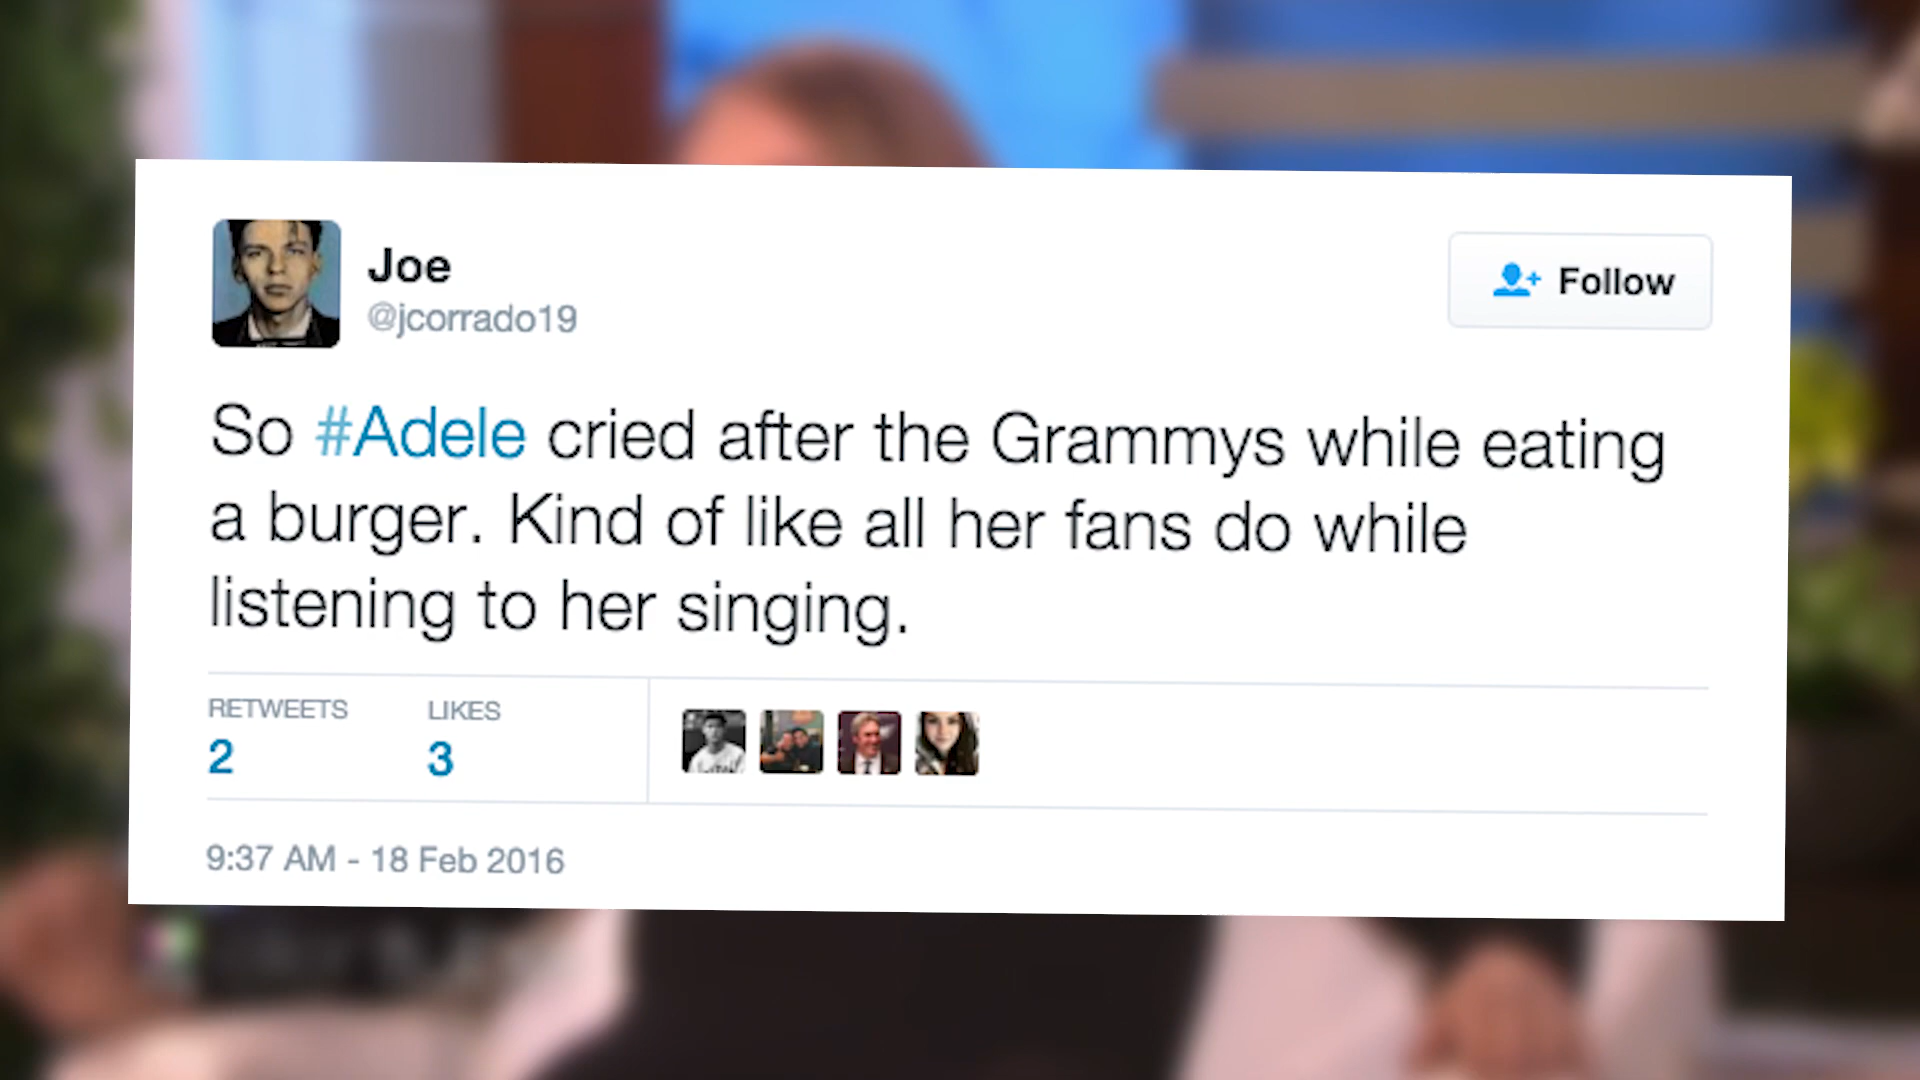 Joe
@jcorrado19
Follow
So #Adele cried after the Grammys while eating
a burger. Kind of like all her fans do while
listening to her singing.
RETWEETS LIKES
2 3
9:37 AM - 18 Feb 2016